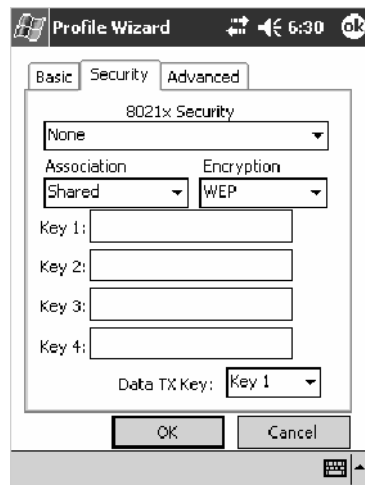 Profile Wizard 6:30 ok
Basic Security Advanced
8021x Security
None
Association Encryption
Shared WEP
Key 1:
Key 2:
Key 3:
Key 4:
Data TX Key: Key 1
OK Cancel